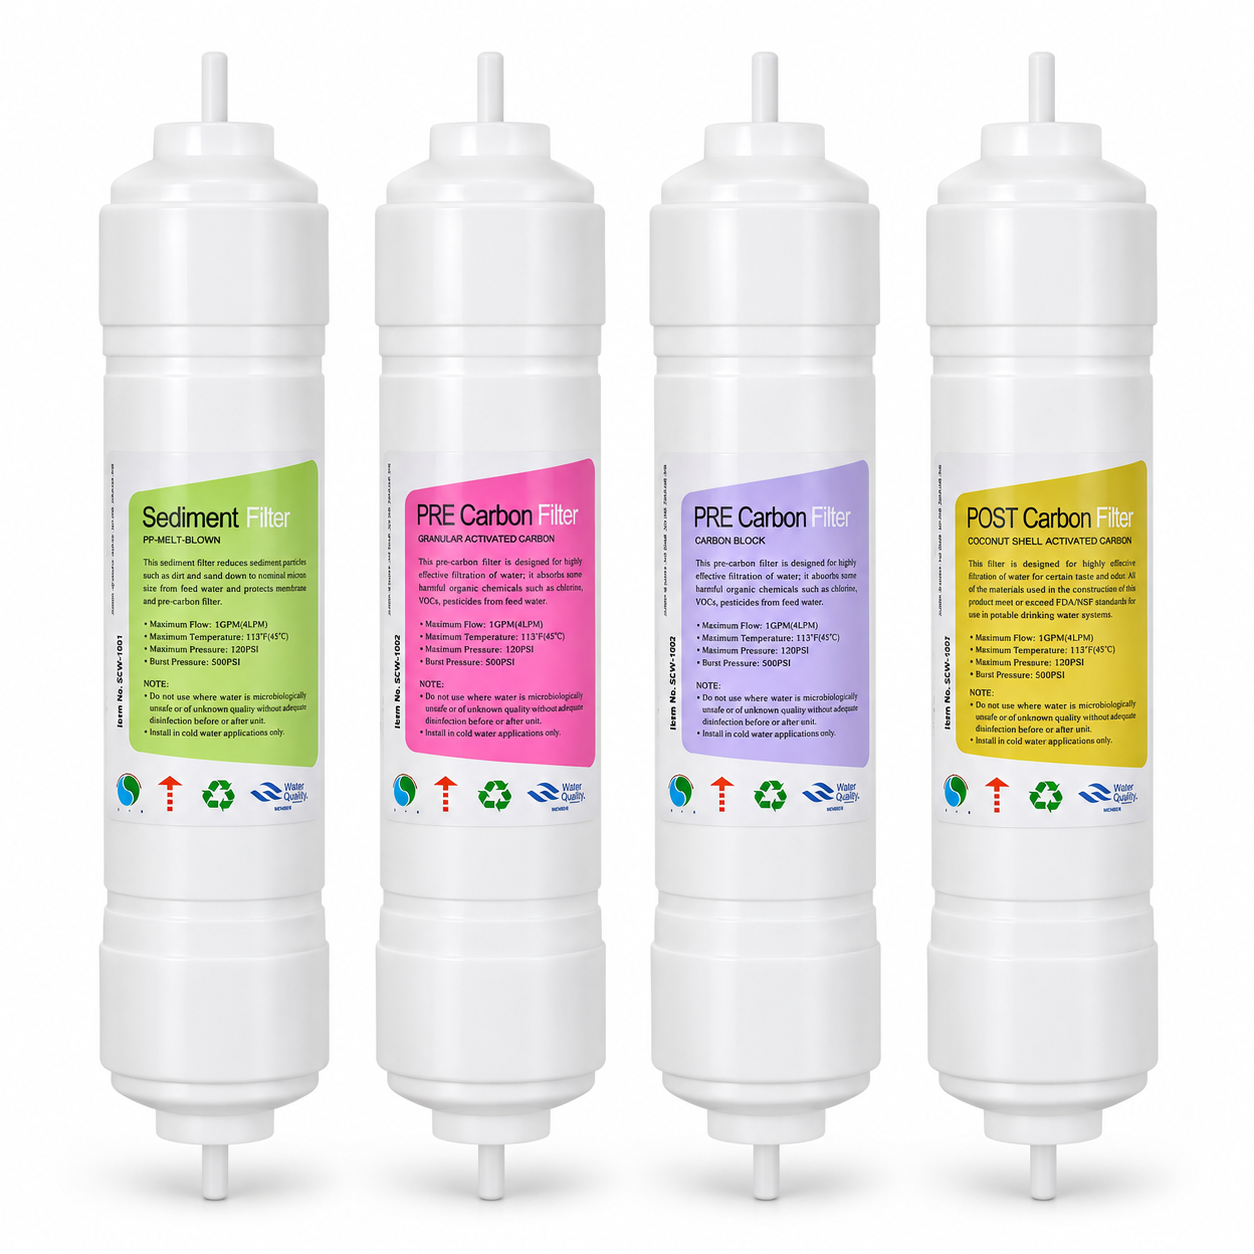 Sediment Filter
PP-MELT-BLOWN
This sediment filter reduces sediment particles
such as dirt and sand down to nominal micron
size from feed water and protects membrane
and pre-carbon filter.
• Maximum Flow: 1GPM(4LPM)
• Maximum Temperature: 113°F(45°C)
• Maximum Pressure: 120PSI
• Burst Pressure: 500PSI
NOTE:
• Do not use where water is microbiologically
unsafe or of unknown quality without adequate
disinfection before or after unit.
• Install in cold water applications only.
Item No. SCW-1001
Water
Quality.
MEMBER
PRE Carbon Filter
GRANULAR ACTIVATED CARBON
This pre-carbon filter is designed for highly
effective filtration of water; it absorbs some
harmful organic chemicals such as chlorine,
VOCs, pesticides from feed water.
• Maximum Flow: 1GPM(4LPM)
• Maximum Temperature: 113°F(45°C)
• Maximum Pressure: 120PSI
• Burst Pressure: 500PSI
NOTE:
• Do not use where water is microbiologically
unsafe or of unknown quality without adequate
disinfection before or after unit.
• Install in cold water applications only.
Item No. SCW-1002
Water
Quality.
MEMBER
PRE Carbon Filter
CARBON BLOCK
This pre-carbon filter is designed for highly
effective filtration of water; it absorbs some
harmful organic chemicals such as chlorine,
VOCs, pesticides from feed water.
• Maximum Flow: 1GPM(4LPM)
• Maximum Temperature: 113°F(45°C)
• Maximum Pressure: 120PSI
• Burst Pressure: 500PSI
NOTE:
• Do not use where water is microbiologically
unsafe or of unknown quality without adequate
disinfection before or after unit.
• Install in cold water applications only.
Item No. SCW-1002
Water
Quality.
MEMBER
POST Carbon Filter
COCONUT SHELL ACTIVATED CARBON
This filter is designed for highly effective
filtration of water for certain taste and odor. All
of the materials used in the construction of this
product meet or exceed FDA/NSF standards for
use in potable drinking water systems.
• Maximum Flow: 1GPM(4LPM)
• Maximum Temperature: 113°F(45°C)
• Maximum Pressure: 120PSI
• Burst Pressure: 500PSI
NOTE:
• Do not use where water is microbiologically
unsafe or of unknown quality without adequate
disinfection before or after unit.
• Install in cold water applications only.
Item No. SCW-1007
Water
Quality.
MEMBER